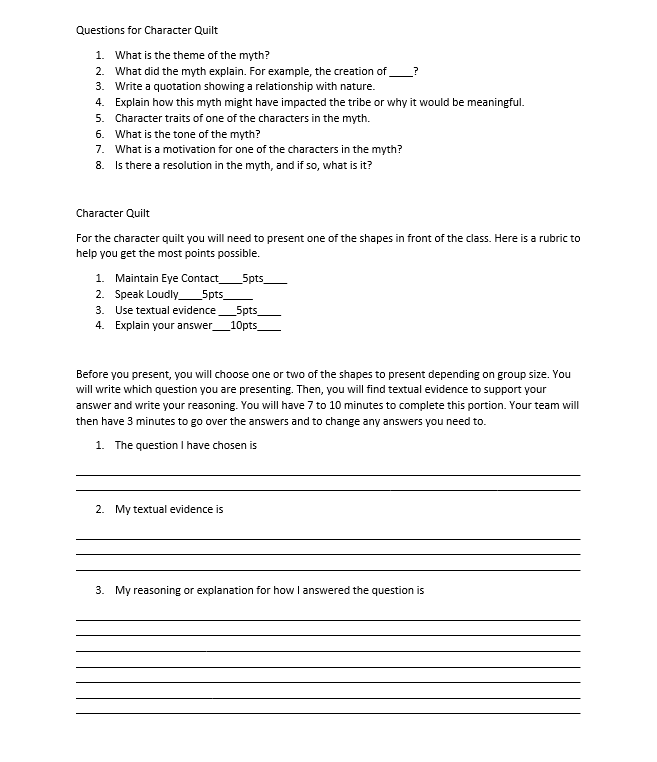 Questions for Character Quilt
1. What is the theme of the myth?
2. What did the myth explain. For example, the creation of ____?
3. Write a quotation showing a relationship with nature.
4. Explain how this myth might have impacted the tribe or why it would be meaningful.
5. Character traits of one of the characters in the myth.
6. What is the tone of the myth?
7. What is a motivation for one of the characters in the myth?
8. Is there a resolution in the myth, and if so, what is it?
Character Quilt
For the character quilt you will need to present one of the shapes in front of the class. Here is a rubric to
help you get the most points possible.
1. Maintain Eye Contact____5pts____
2. Speak Loudly____5pts_____
3. Use textual evidence ___5pts____
4. Explain your answer___10pts____
Before you present, you will choose one or two of the shapes to present depending on group size. You
will write which question you are presenting. Then, you will find textual evidence to support your
answer and write your reasoning. You will have 7 to 10 minutes to complete this portion. Your team will
then have 3 minutes to go over the answers and to change any answers you need to.
1. The question I have chosen is
2. My textual evidence is
3. My reasoning or explanation for how I answered the question is